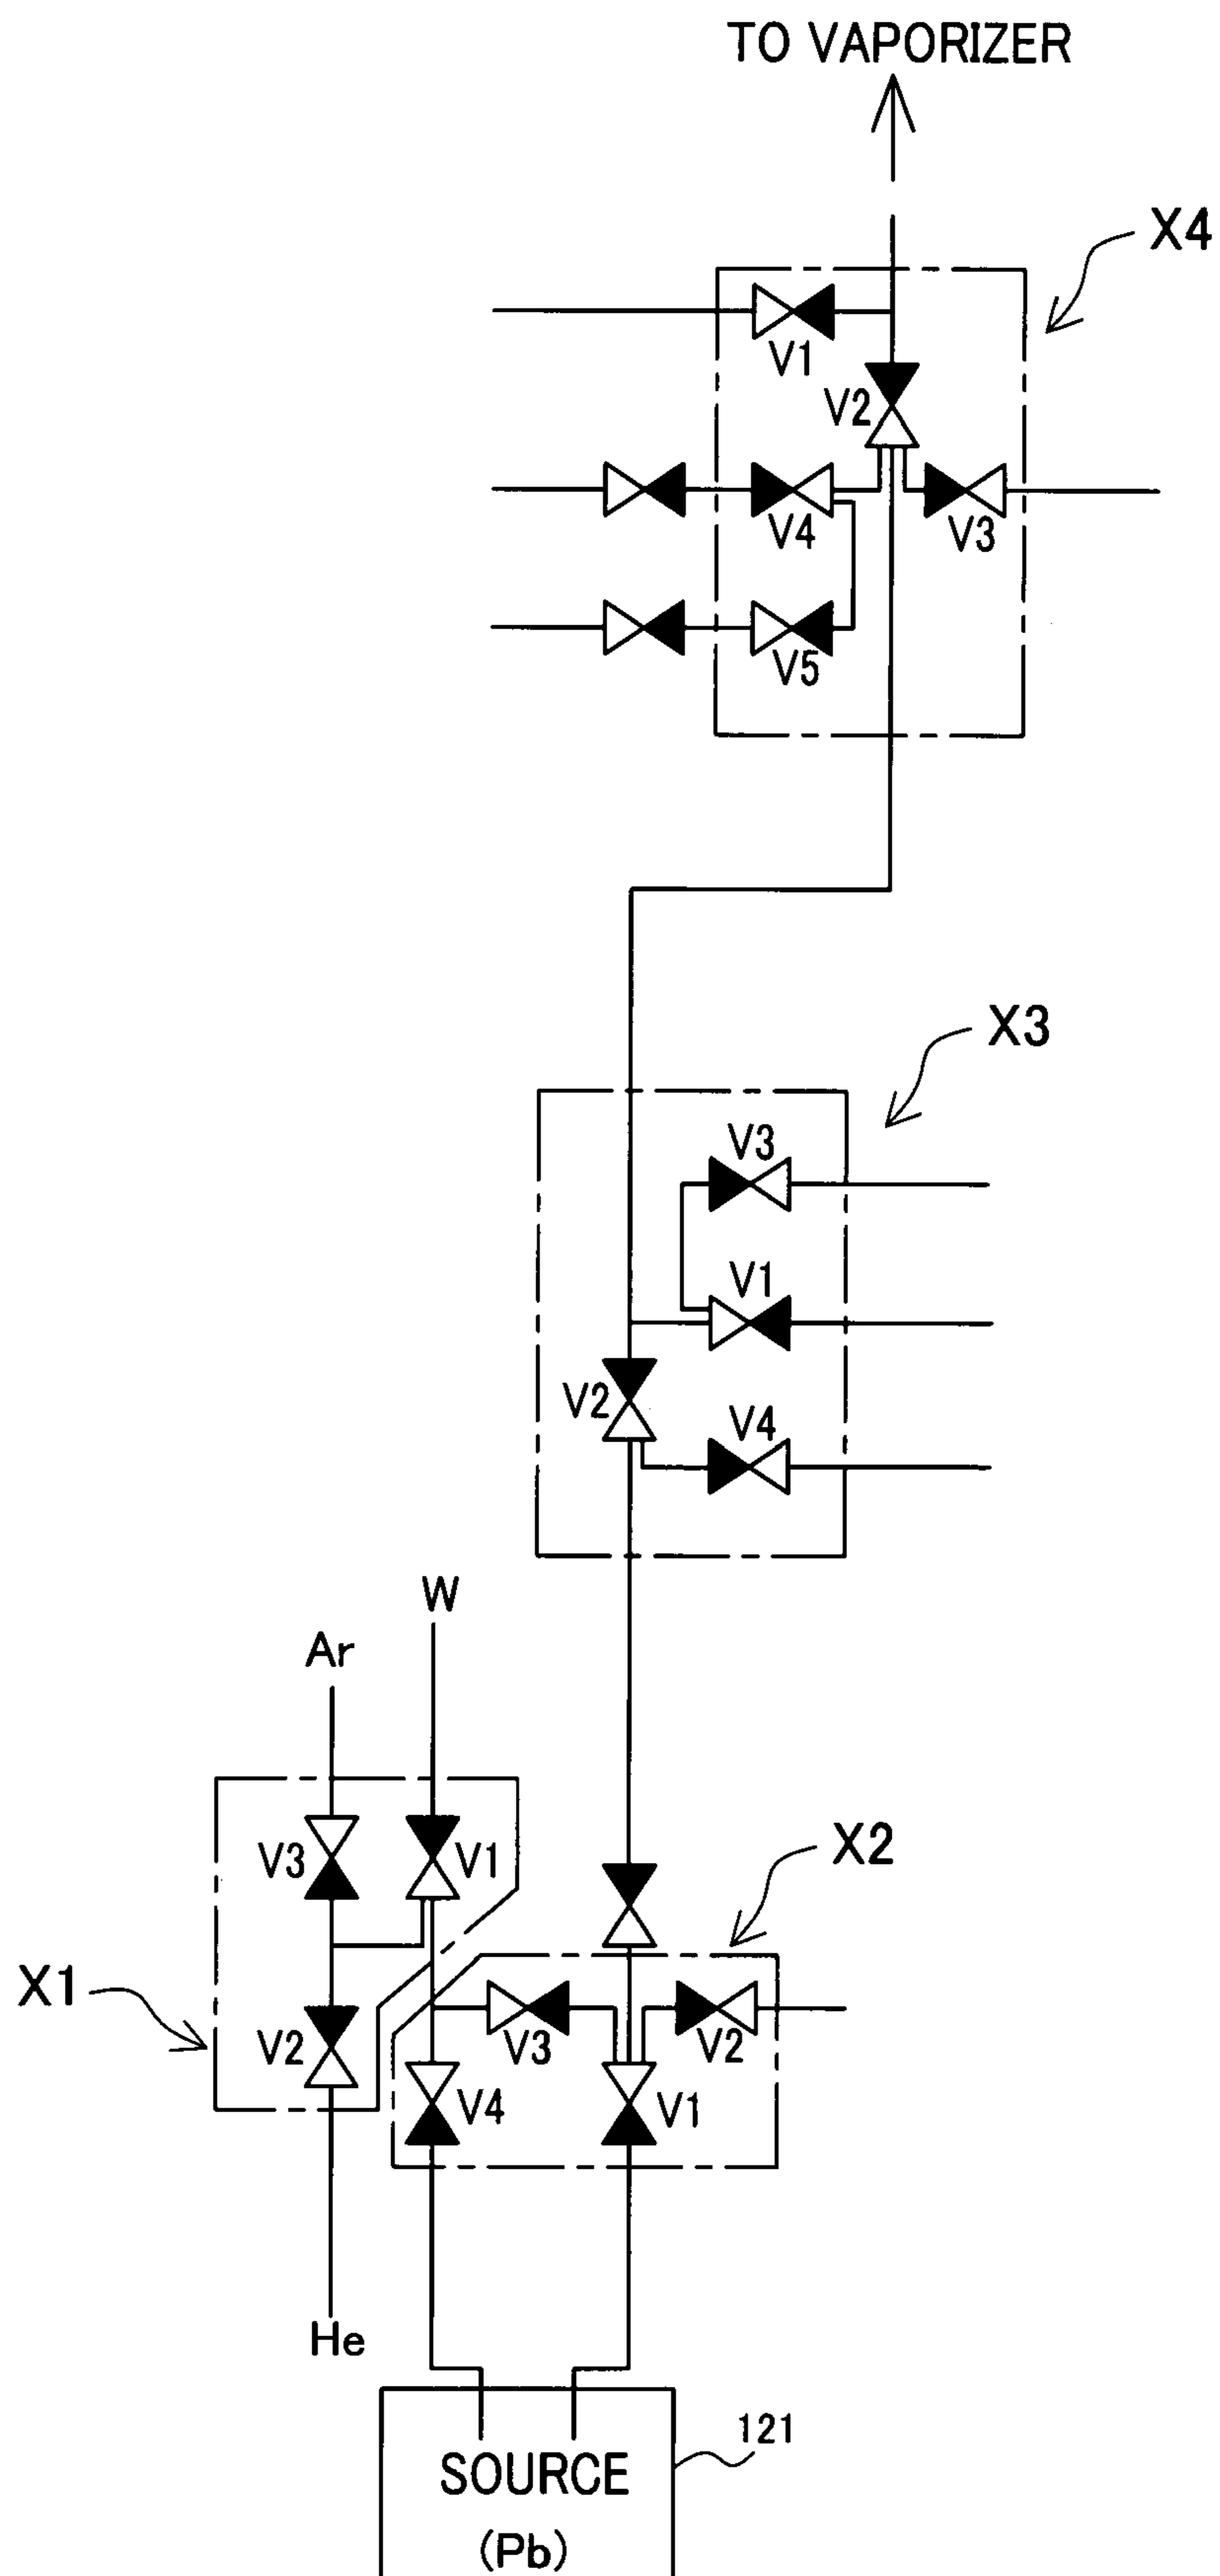 TO VAPORIZER
X4
V1
V2
V4
V3
V5
X3
V3
V1
V2
V4
W
Ar
V3
V1
X2
X1
V2
V3
V2
V4
V1
He
121
SOURCE
(Pb)